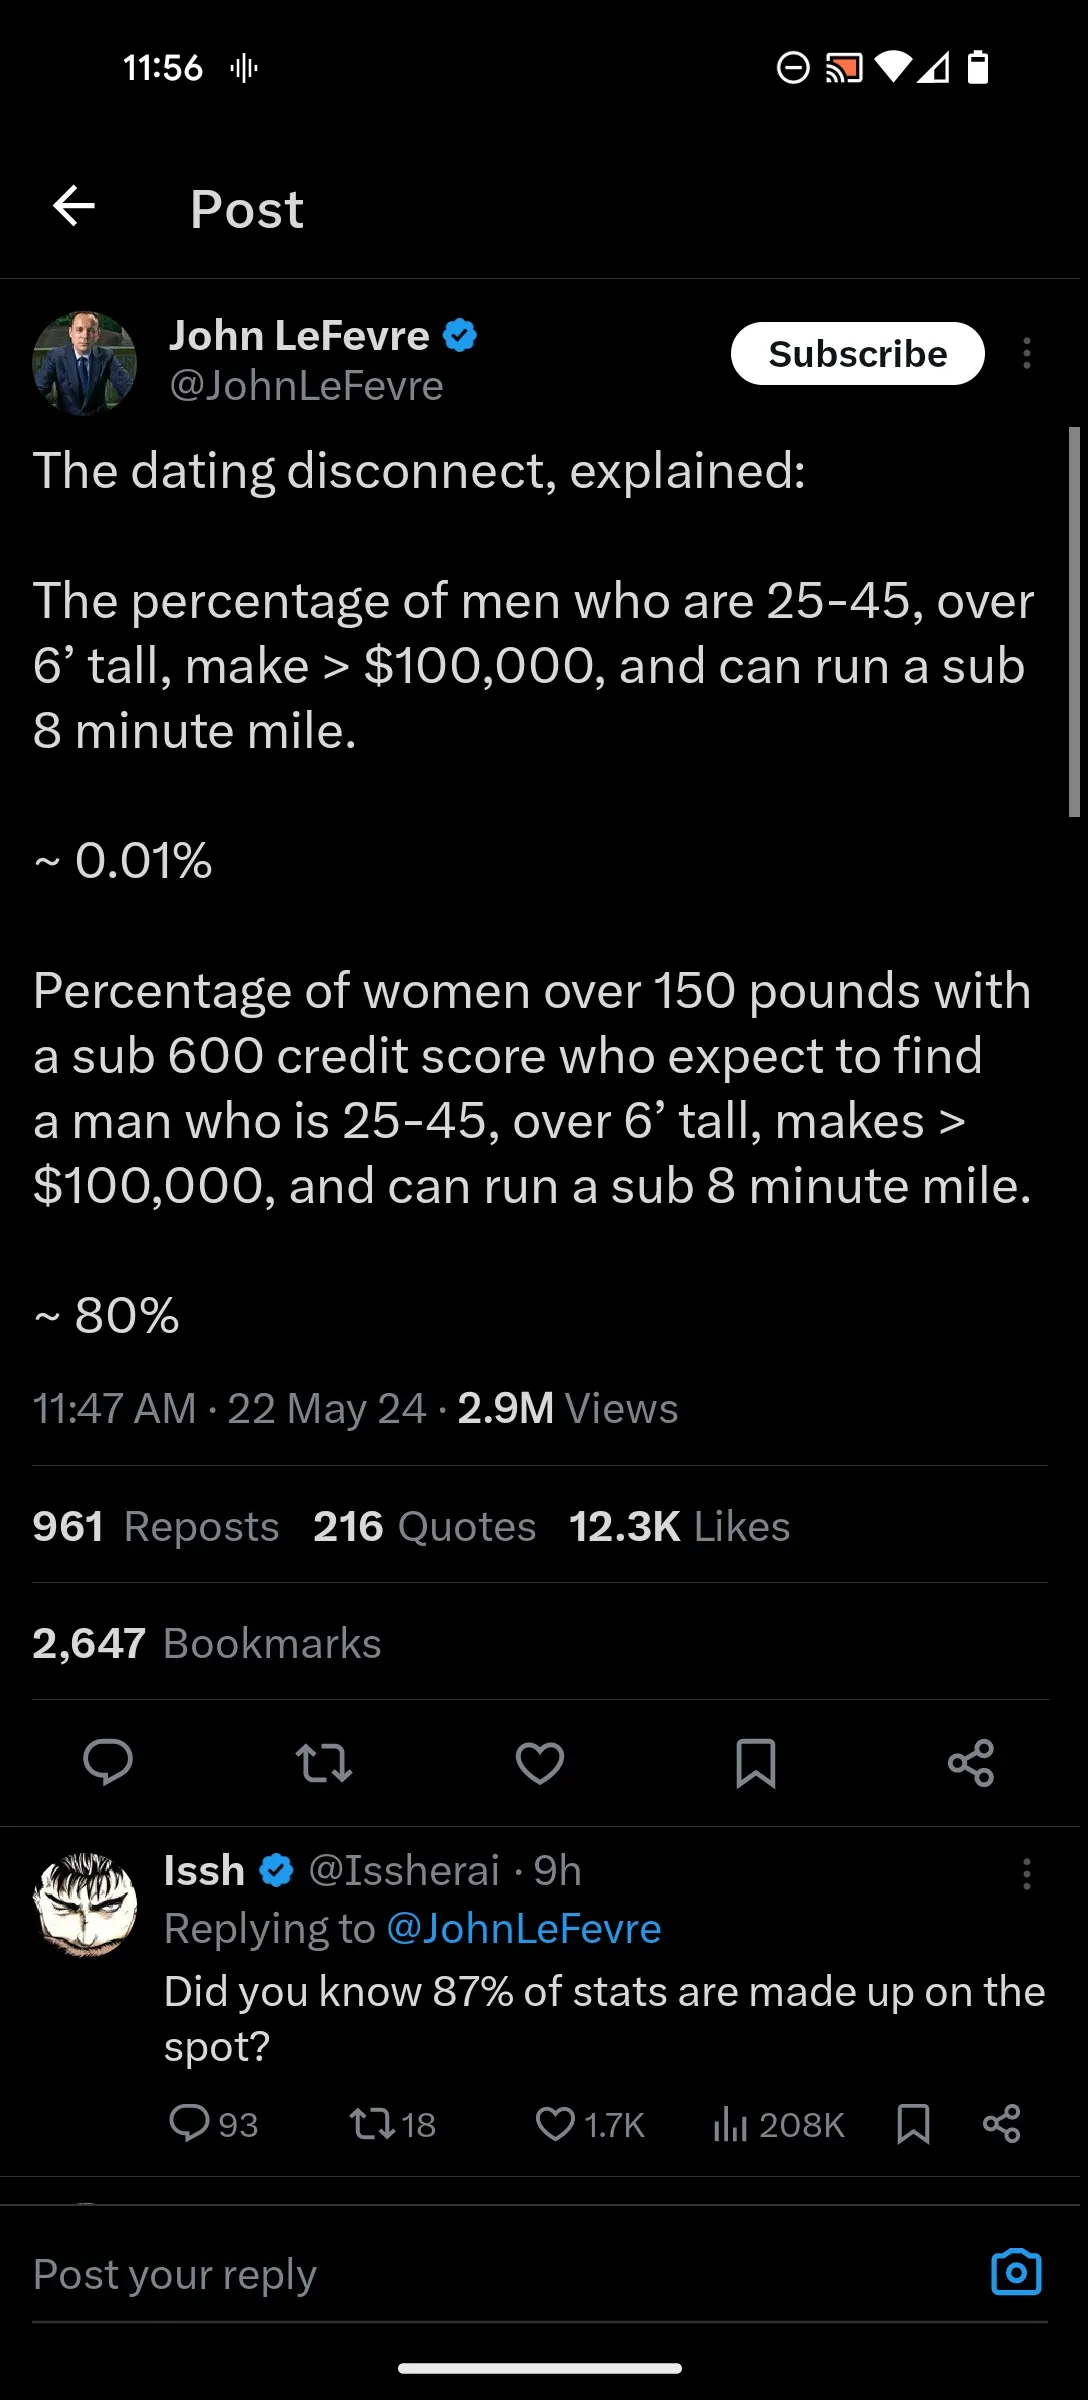 11:56
Post
John LeFevre
@JohnLeFevre
Subscribe
The dating disconnect, explained:
The percentage of men who are 25-45, over
6’ tall, make > $100,000, and can run a sub
8 minute mile.
~ 0.01%
Percentage of women over 150 pounds with
a sub 600 credit score who expect to find
a man who is 25-45, over 6’ tall, makes >
$100,000, and can run a sub 8 minute mile.
~ 80%
11:47 AM · 22 May 24 · 2.9M Views
961 Reposts 216 Quotes 12.3K Likes
2,647 Bookmarks
Issh @Issherai · 9h
Replying to @JohnLeFevre
Did you know 87% of stats are made up on the
spot?
93 18 1.7K 208K
Post your reply